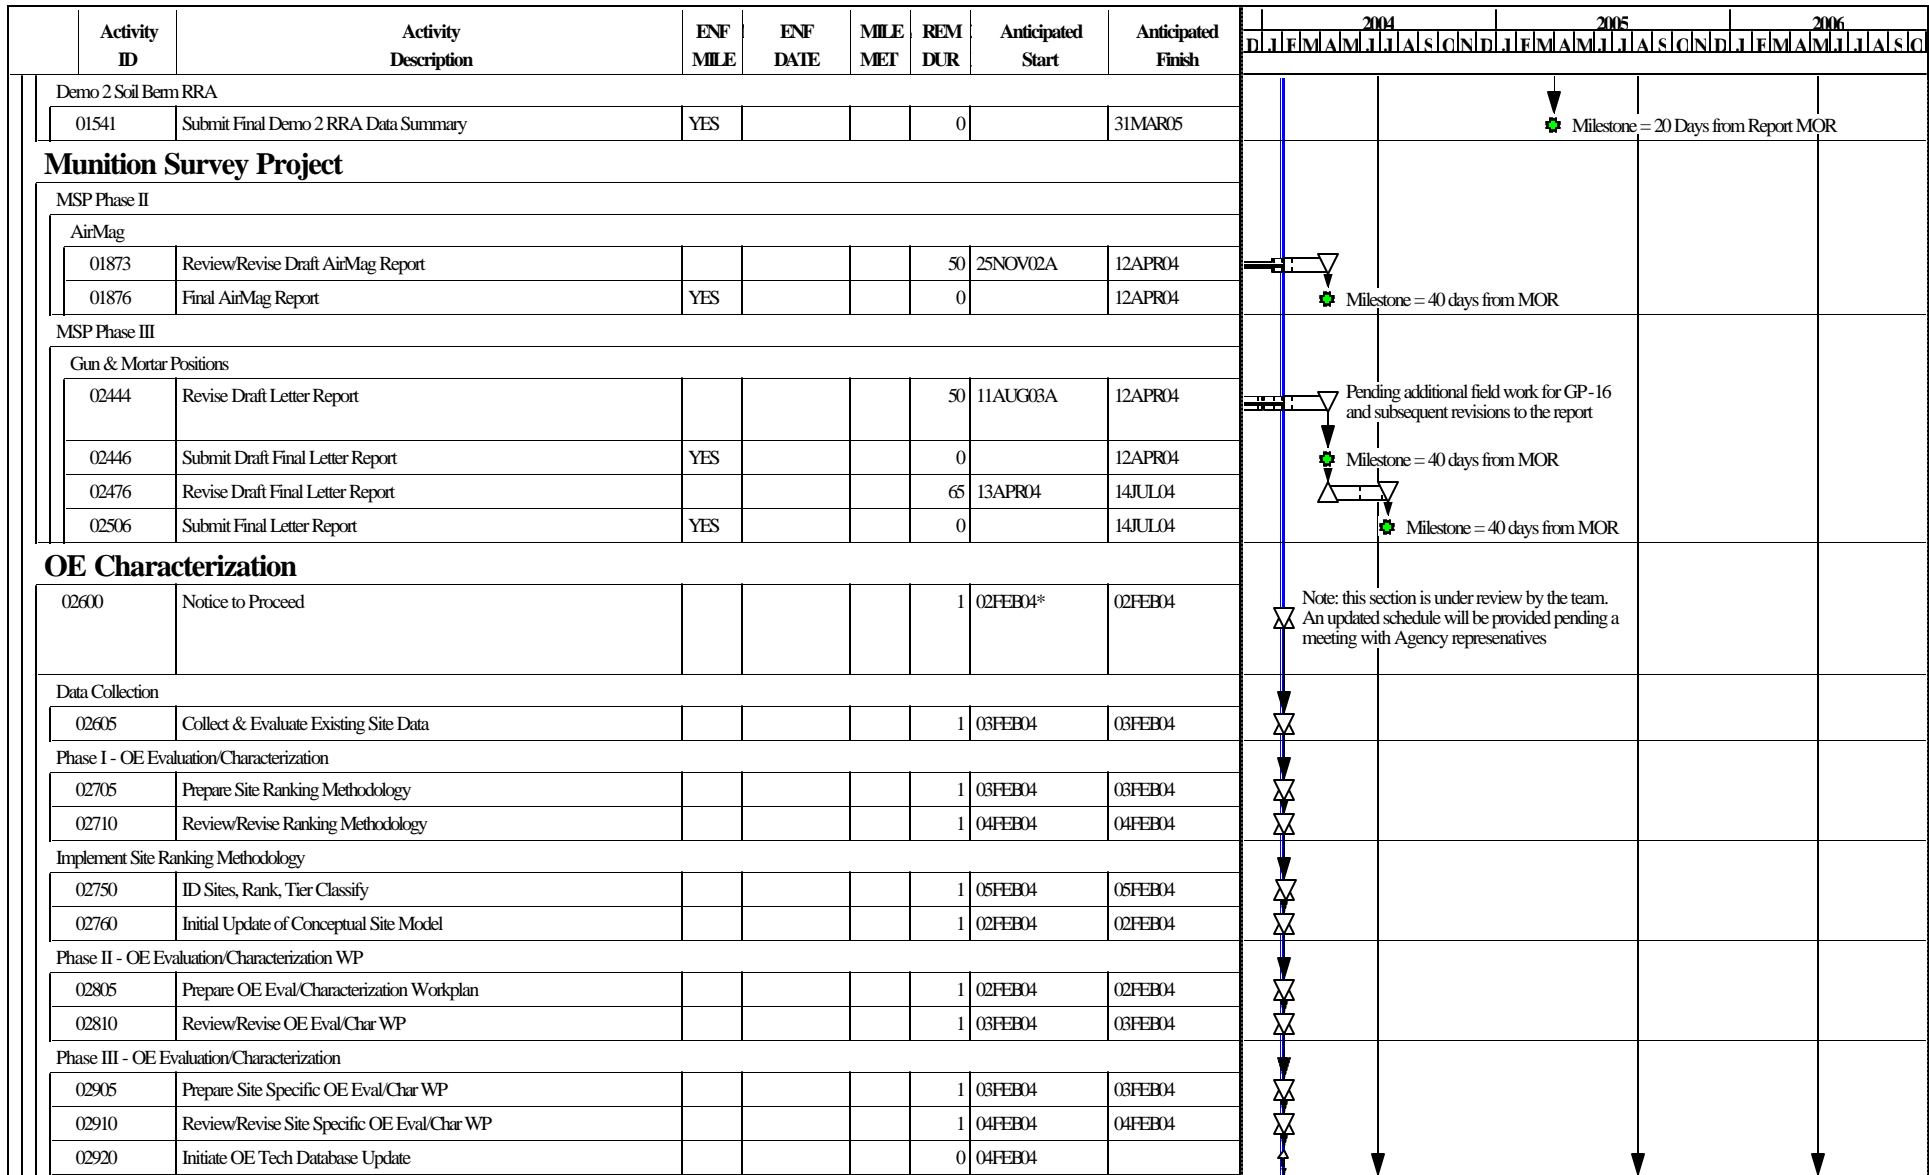 Activity ID Activity Description ENF MILE ENF DATE MILE MET REM DUR Anticipated Start Anticipated Finish
2004 2005 2006
D J F M A M J J A S O N D J F M A M J J A S O N D J F M A M J J A S O
Demo 2 Soil Berm RRA
01541 Submit Final Demo 2 RRA Data Summary YES 0 31MAR05 Milestone = 20 Days from Report MOR
Munition Survey Project
MSP Phase II
AirMag
01873 Review/Revise Draft AirMag Report 50 25NOV02A 12APR04
01876 Final AirMag Report YES 0 12APR04 Milestone = 40 days from MOR
MSP Phase III
Gun & Mortar Positions
02444 Revise Draft Letter Report 50 11AUG03A 12APR04 Pending additional field work for GP-16
and subsequent revisions to the report
02446 Submit Draft Final Letter Report YES 0 12APR04 Milestone = 40 days from MOR
02476 Revise Draft Final Letter Report 65 13APR04 14JUL04
02506 Submit Final Letter Report YES 0 14JUL04 Milestone = 40 days from MOR
OE Characterization
02600 Notice to Proceed 1 02FEB04* 02FEB04 Note: this section is under review by the team.
An updated schedule will be provided pending a
meeting with Agency represenatives
Data Collection
02605 Collect & Evaluate Existing Site Data 1 03FEB04 03FEB04
Phase I - OE Evaluation/Characterization
02705 Prepare Site Ranking Methodology 1 03FEB04 03FEB04
02710 Review/Revise Ranking Methodology 1 04FEB04 04FEB04
Implement Site Ranking Methodology
02750 ID Sites, Rank, Tier Classify 1 05FEB04 05FEB04
02760 Initial Update of Conceptual Site Model 1 02FEB04 02FEB04
Phase II - OE Evaluation/Characterization WP
02805 Prepare OE Eval/Characterization Workplan 1 02FEB04 02FEB04
02810 Review/Revise OE Eval/Char WP 1 03FEB04 03FEB04
Phase III - OE Evaluation/Characterization
02905 Prepare Site Specific OE Eval/Char WP 1 03FEB04 03FEB04
02910 Review/Revise Site Specific OE Eval/Char WP 1 04FEB04 04FEB04
02920 Initiate OE Tech Database Update 0 04FEB04